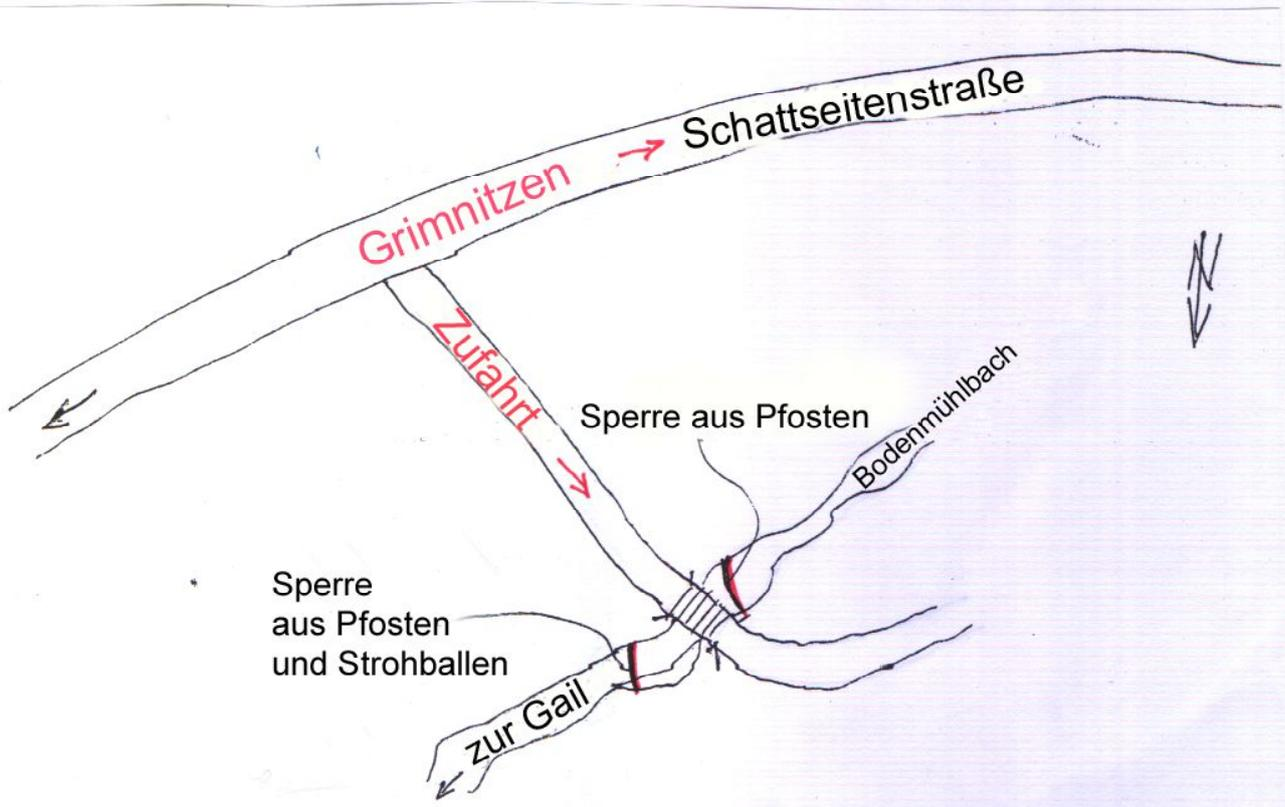 Schattseitenstraße
Grimnitzen
Zufahrt
Sperre aus Pfosten
Bodenmühlbach
Sperre
aus Pfosten
und Strohballen
zur Gail
N